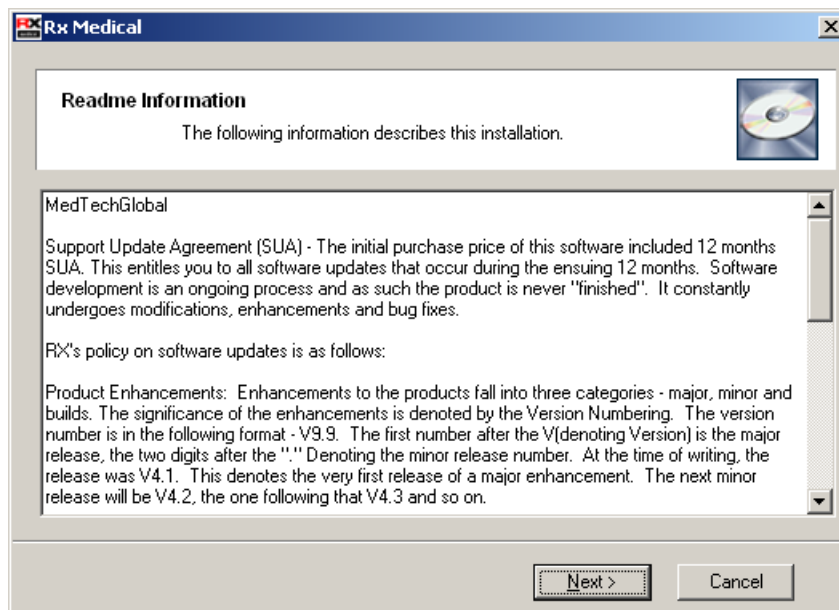 RX Rx Medical
Readme Information
The following information describes this installation.
MedTechGlobal
Support Update Agreement (SUA) - The initial purchase price of this software included 12 months
SUA. This entitles you to all software updates that occur during the ensuing 12 months.  Software
development is an ongoing process and as such the product is never "finished".  It constantly
undergoes modifications, enhancements and bug fixes.
RX's policy on software updates is as follows:
Product Enhancements:  Enhancements to the products fall into three categories - major, minor and
builds. The significance of the enhancements is denoted by the Version Numbering.  The version
number is in the following format - V9.9.  The first number after the V(denoting Version) is the major
release, the two digits after the "." Denoting the minor release number.  At the time of writing, the
release was V4.1.  This denotes the very first release of a major enhancement.  The next minor
release will be V4.2, the one following that V4.3 and so on.
Next >
Cancel